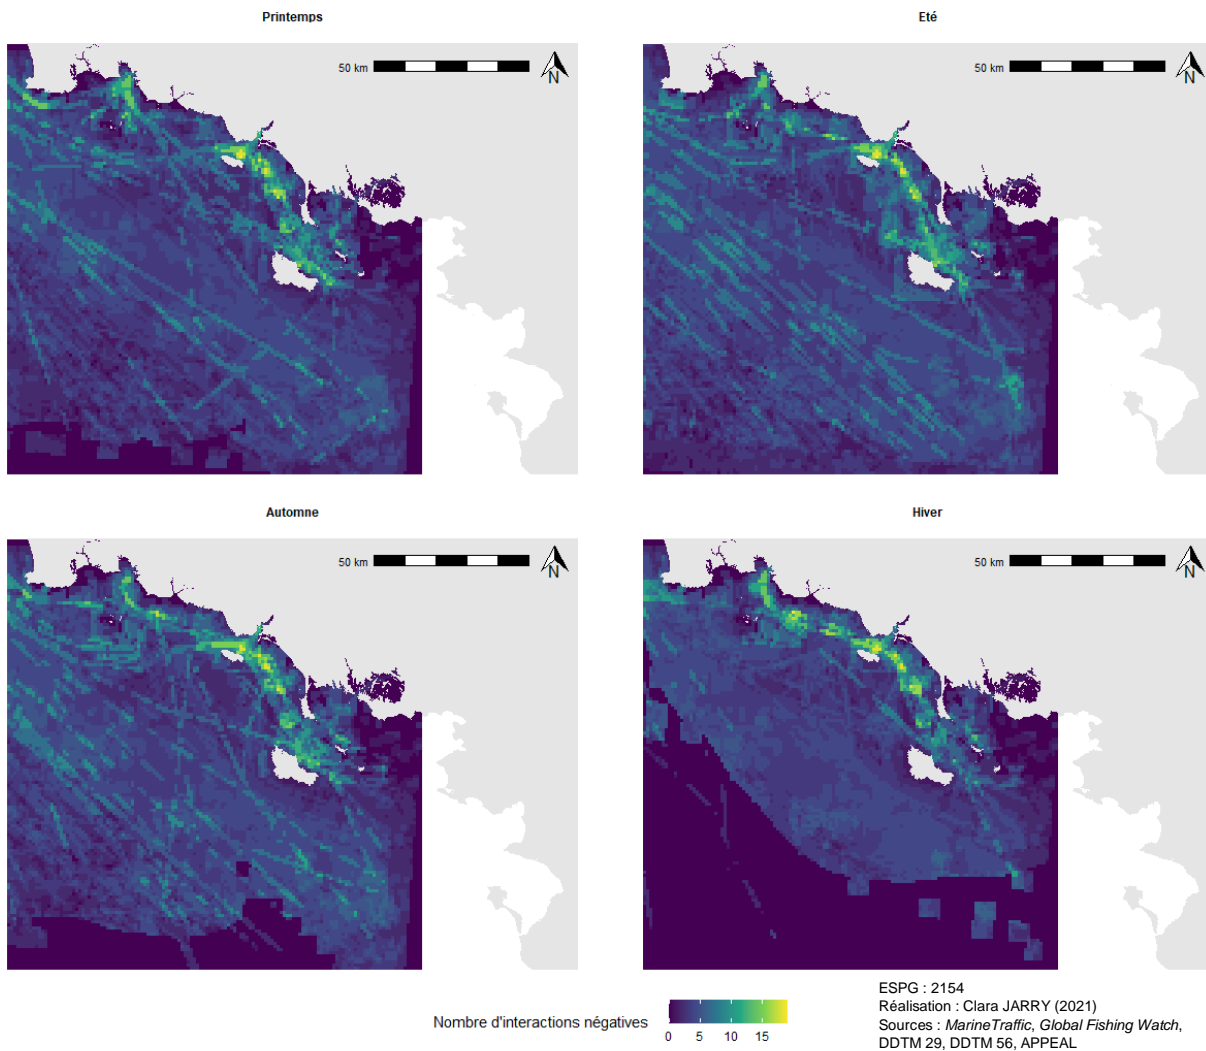 Printemps
Eté
50 km
N
50 km
N
Automne
Hiver
50 km
N
50 km
N
Nombre d'interactions négatives
0 5 10 15
ESPG : 2154
Réalisation : Clara JARRY (2021)
Sources : MarineTraffic, Global Fishing Watch,
DDTM 29, DDTM 56, APPEAL